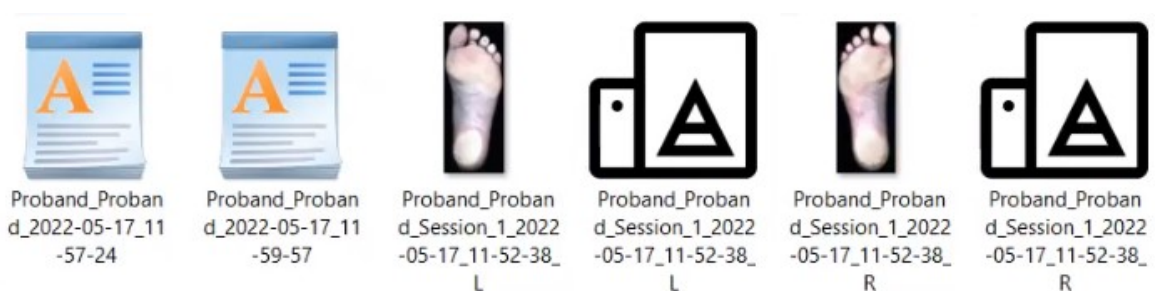 Proband_Proban
d_2022-05-17_11
-57-24
Proband_Proban
d_2022-05-17_11
-59-57
Proband_Proban
d_Session_1_2022
-05-17_11-52-38_
L
Proband_Proban
d_Session_1_2022
-05-17_11-52-38_
L
Proband_Proban
d_Session_1_2022
-05-17_11-52-38_
R
Proband_Proban
d_Session_1_2022
-05-17_11-52-38_
R